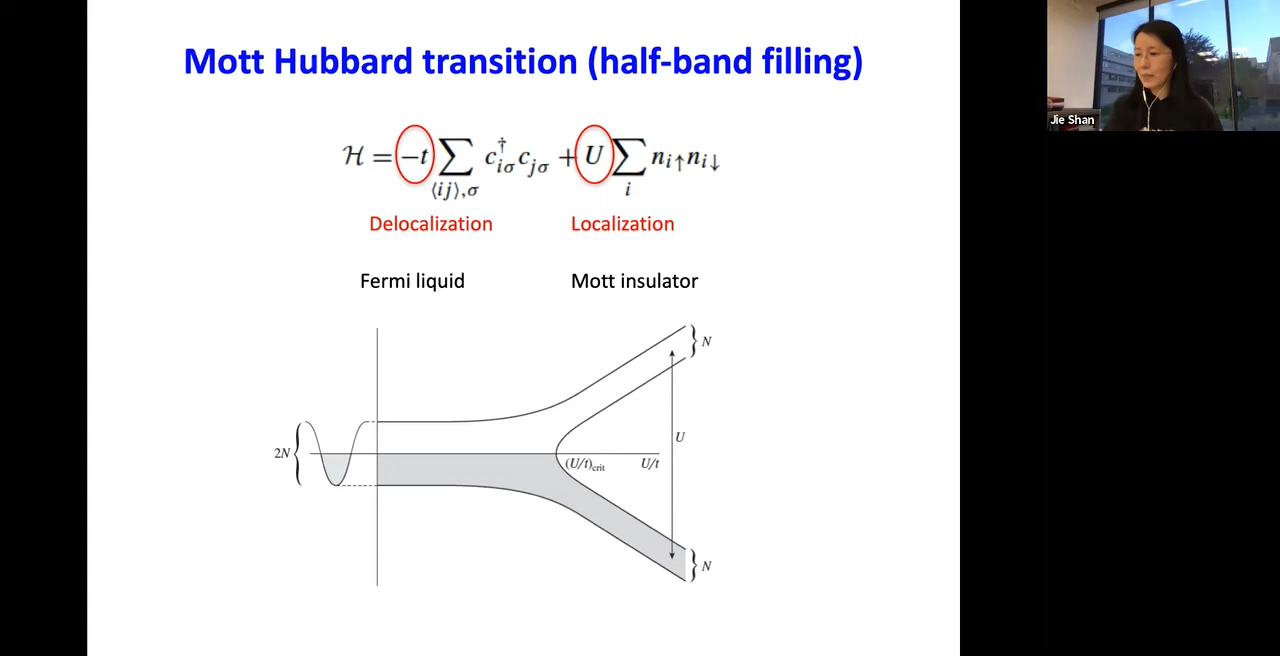 Mott Hubbard transition (half-band filling)
Jie Shan
ℋ = −t ∑⟨ij⟩,σ c†iσ cjσ + U ∑i ni↑ni↓
Delocalization Localization
Fermi liquid Mott insulator
N
U
2N
(U/t)crit U/t
N